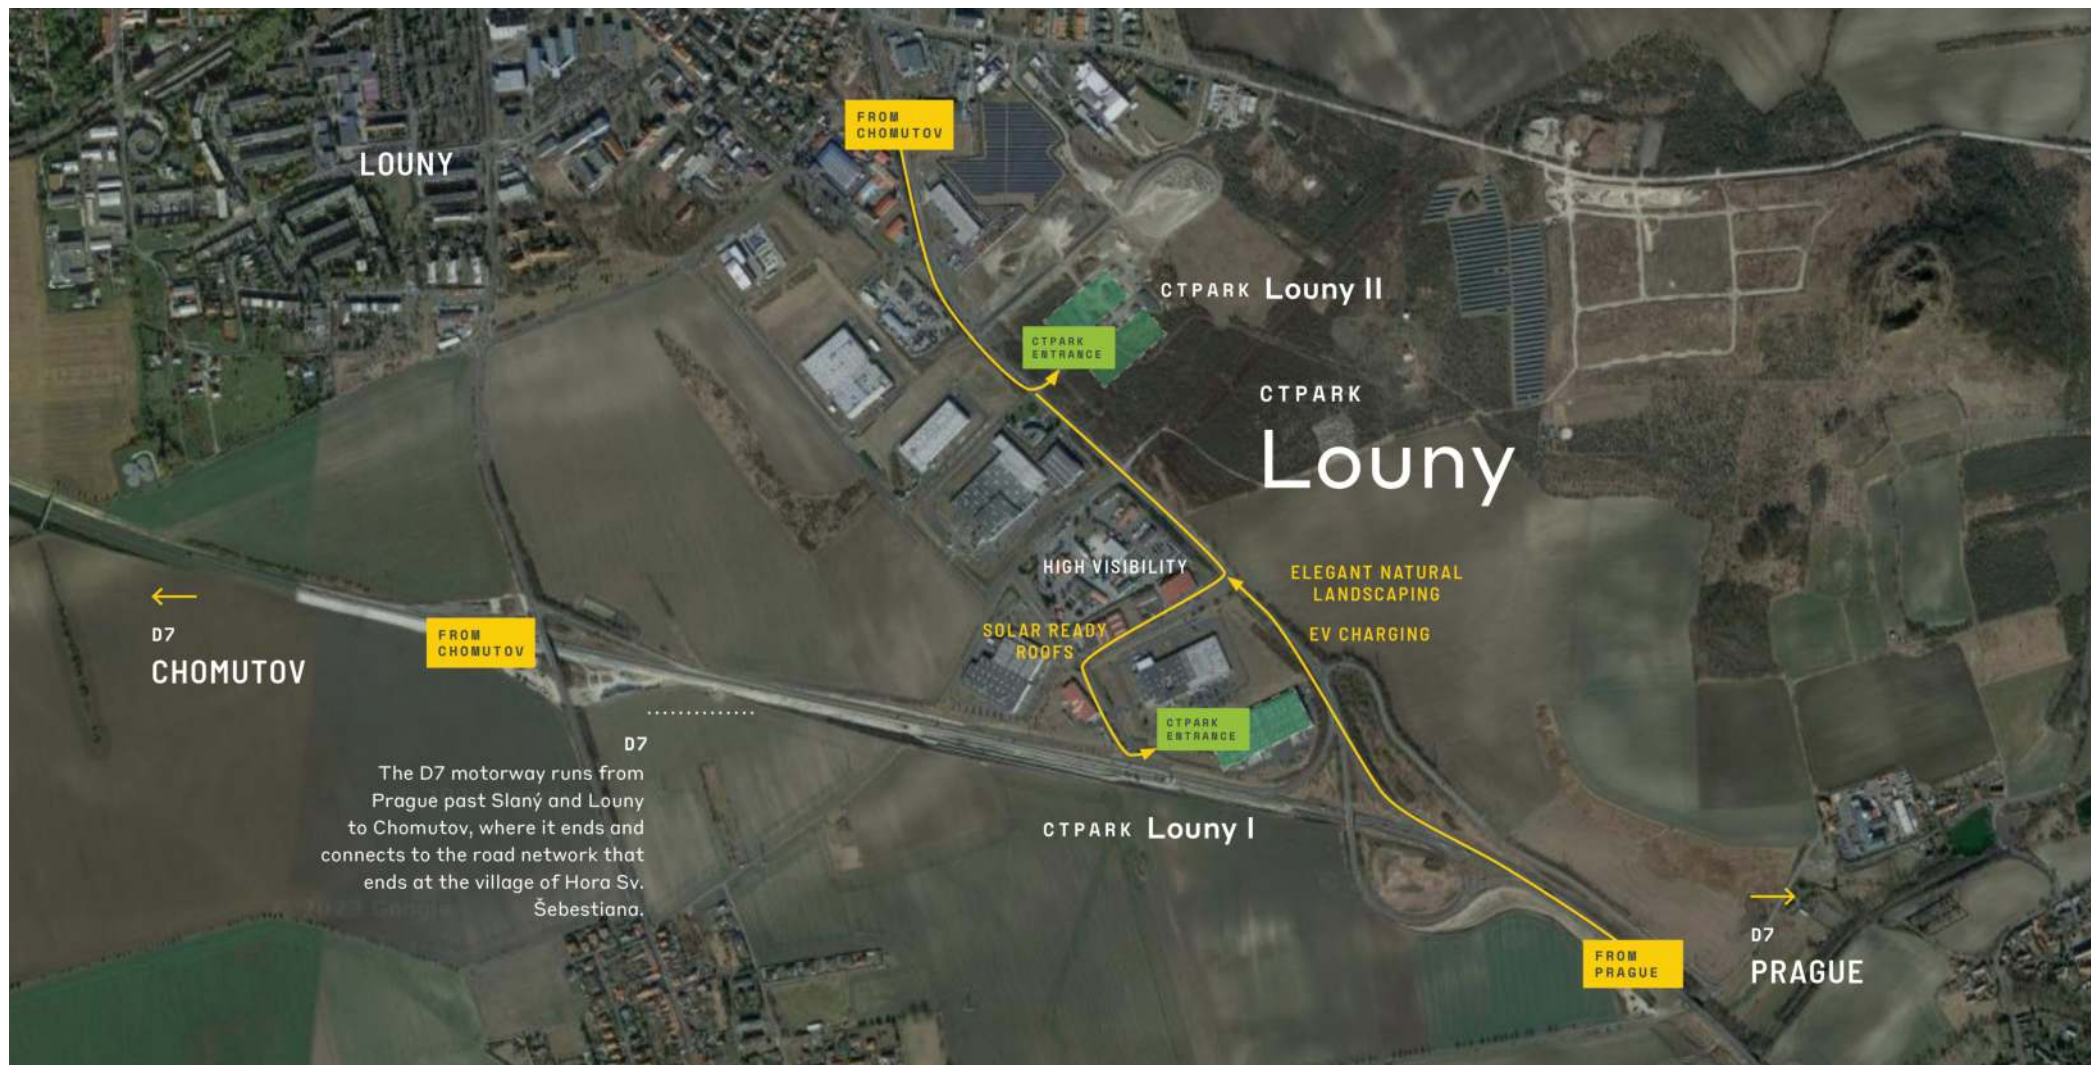 FROM
CHOMUTOV
LOUNY
CTPARK Louny II
CTPARK
ENTRANCE
CTPARK
Louny
HIGH VISIBILITY
ELEGANT NATURAL
LANDSCAPING
EV CHARGING
SOLAR READY
ROOFS
D7
CHOMUTOV
FROM
CHOMUTOV
CTPARK
ENTRANCE
D7
The D7 motorway runs from
Prague past Slaný and Louny
to Chomutov, where it ends and
connects to the road network that
ends at the village of Hora Sv.
Šebestiana.
CTPARK Louny I
D7
PRAGUE
FROM
PRAGUE